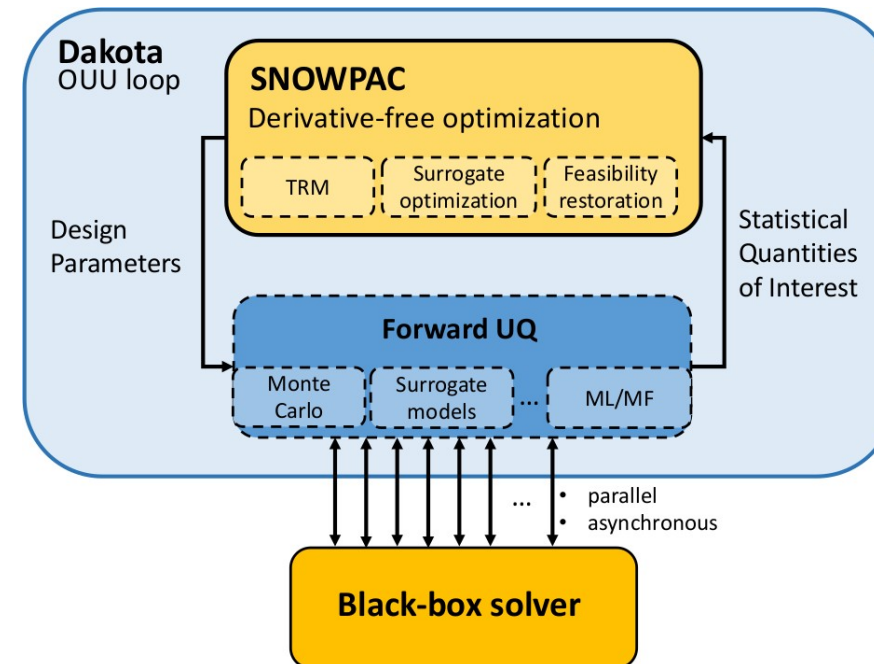 Dakota
OUU loop
SNOWPAC
Derivative-free optimization
TRM
Surrogate
optimization
Feasibility
restoration
Design
Parameters
Statistical
Quantities
of Interest
Forward UQ
Monte
Carlo
Surrogate
models
...
ML/MF
...
• parallel
• asynchronous
Black-box solver